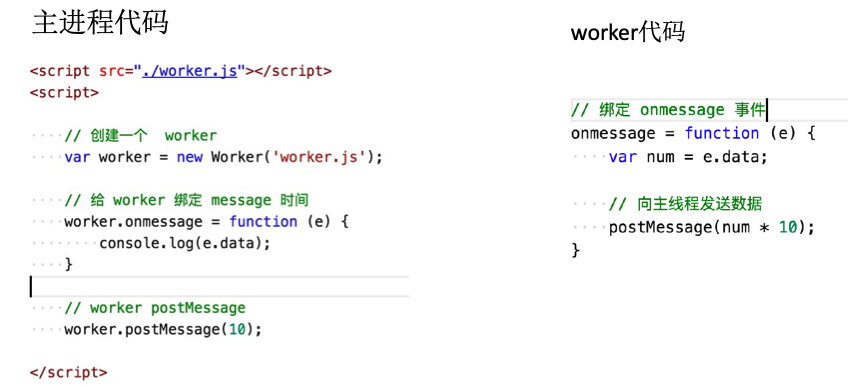 主进程代码
<script src="./worker.js"></script>
<script>
// 创建一个 worker
var worker = new Worker('worker.js');
// 给 worker 绑定 message 时间
worker.onmessage = function (e) {
console.log(e.data);
}
// worker postMessage
worker.postMessage(10);
</script>
worker代码
// 绑定 onmessage 事件
onmessage = function (e) {
var num = e.data;
// 向主线程发送数据
postMessage(num * 10);
}